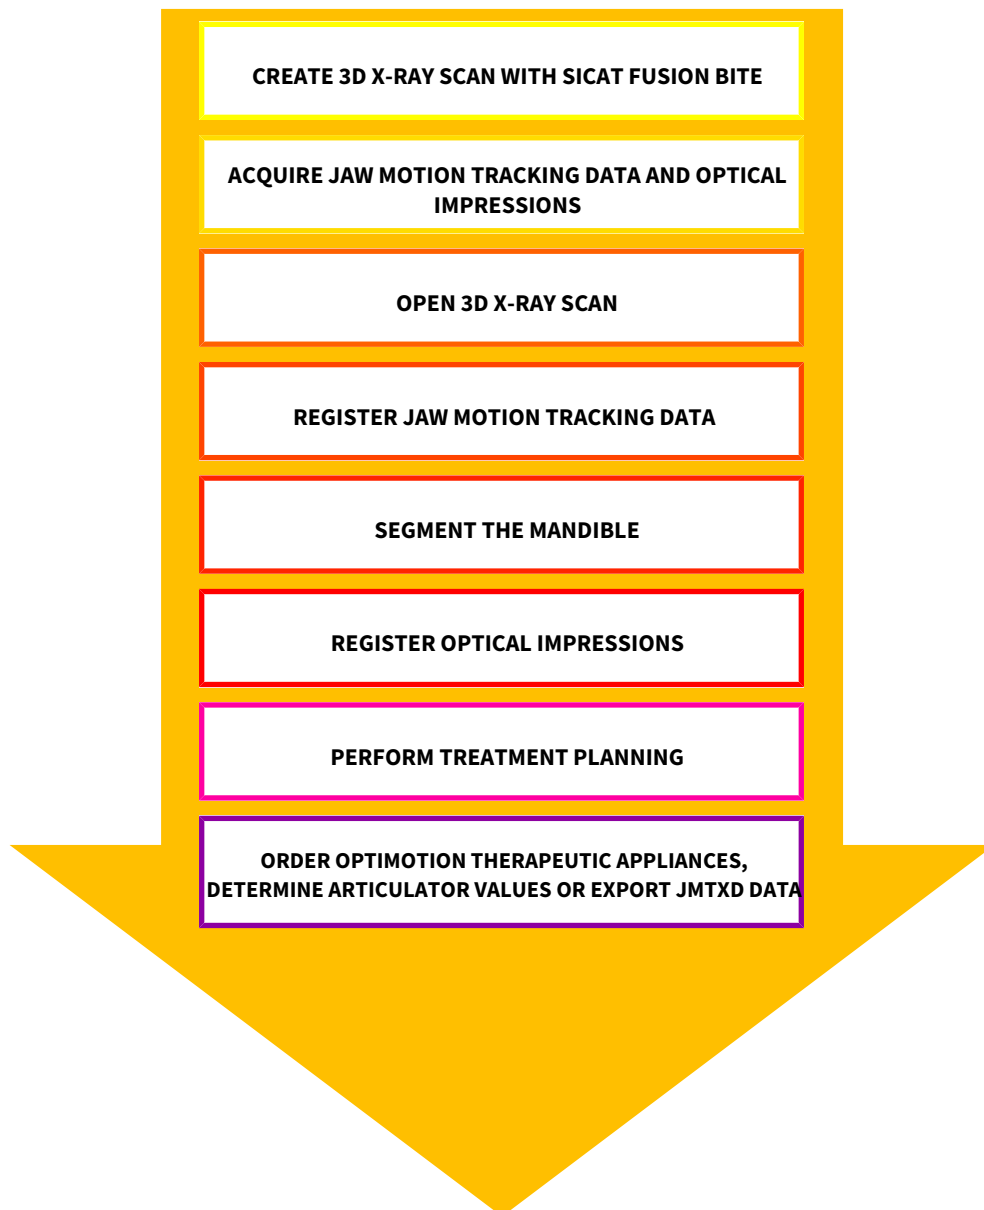 CREATE 3D X-RAY SCAN WITH SICAT FUSION BITE
ACQUIRE JAW MOTION TRACKING DATA AND OPTICAL
IMPRESSIONS
OPEN 3D X-RAY SCAN
REGISTER JAW MOTION TRACKING DATA
SEGMENT THE MANDIBLE
REGISTER OPTICAL IMPRESSIONS
PERFORM TREATMENT PLANNING
ORDER OPTIMOTION THERAPEUTIC APPLIANCES,
DETERMINE ARTICULATOR VALUES OR EXPORT JMTXD DATA